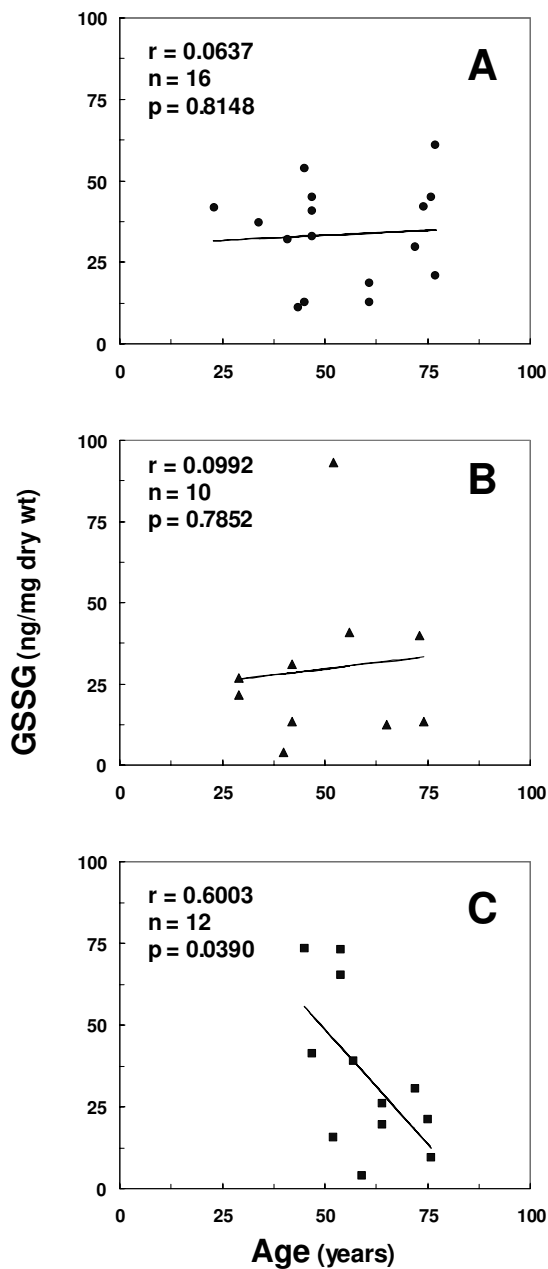 100
75
50
25
0
r = 0.0637
n = 16
p = 0.8148
A
0 25 50 75 100
100
75
50
25
0
r = 0.0992
n = 10
p = 0.7852
B
0 25 50 75 100
GSSG (ng/mg dry wt)
100
75
50
25
0
r = 0.6003
n = 12
p = 0.0390
C
0 25 50 75 100
Age (years)